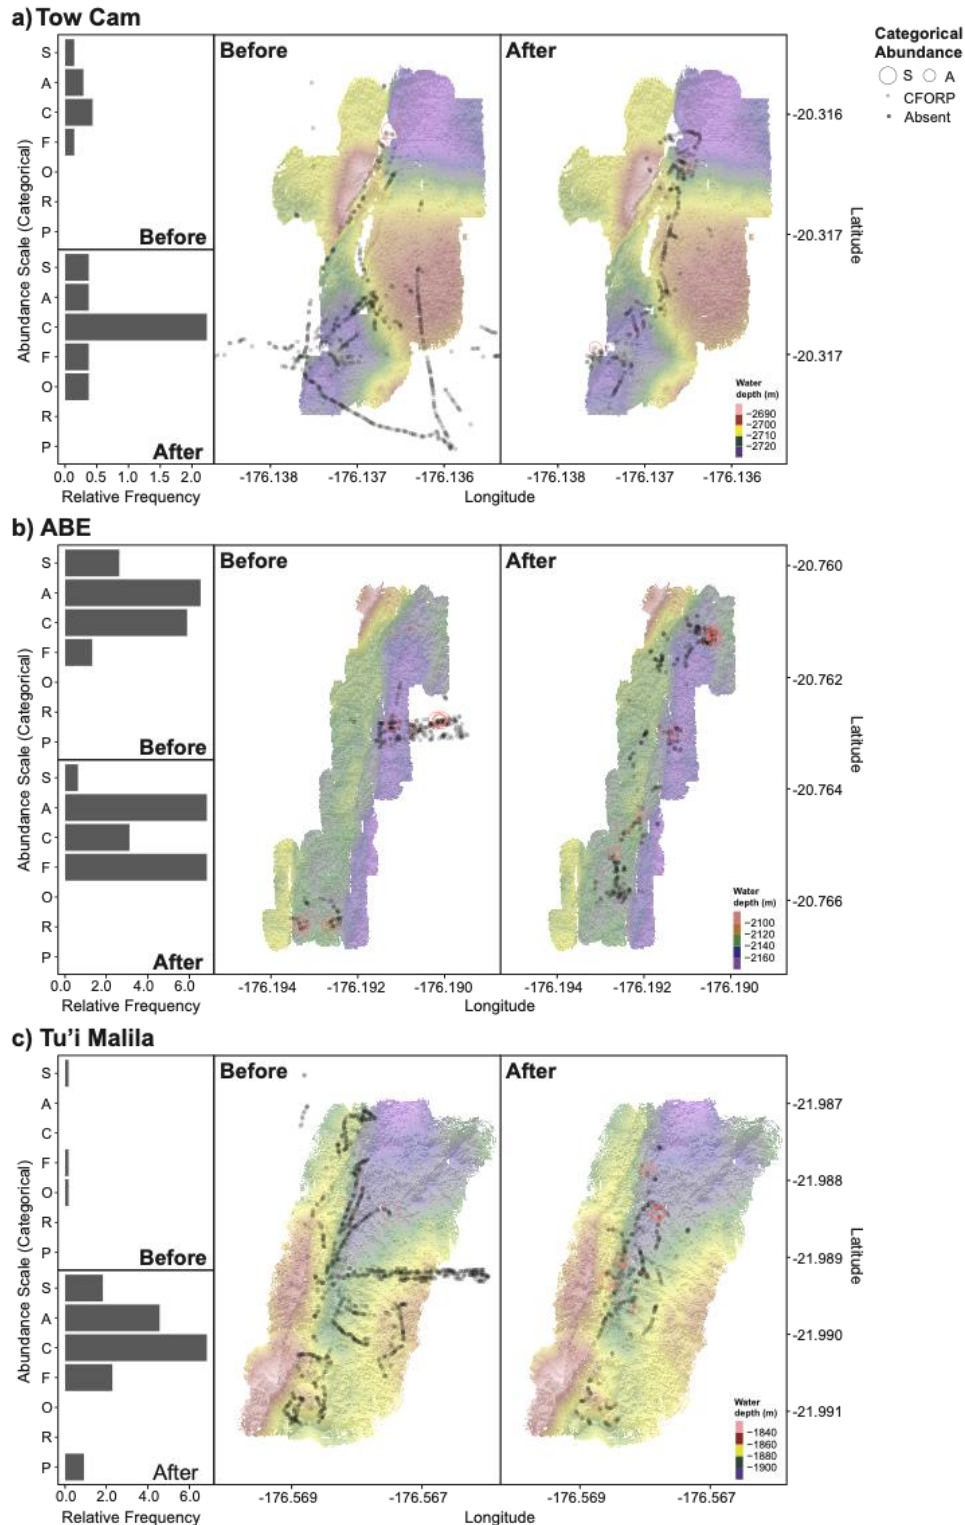 a) Tow Cam
Before
After
Categorical
Abundance
S A
CFORP
Absent
S
A
C
F
O
R
P
Before
S
A
C
F
O
R
P
After
Abundance Scale (Categorical)
0.0 0.5 1.0 1.5 2.0
Relative Frequency
-176.138 -176.137 -176.136
-176.138 -176.137 -176.136
Longitude
-20.316
-20.317
-20.317
Latitude
Water
depth (m)
−2690
−2700
−2710
−2720
b) ABE
Before
After
S
A
C
F
O
R
P
Before
S
A
C
F
O
R
P
After
Abundance Scale (Categorical)
0.0 2.0 4.0 6.0
Relative Frequency
-176.194 -176.192 -176.190
-176.194 -176.192 -176.190
Longitude
-20.760
-20.762
-20.764
-20.766
Latitude
Water
depth (m)
−2100
−2120
−2140
−2160
c) Tu’i Malila
Before
After
S
A
C
F
O
R
P
Before
S
A
C
F
O
R
P
After
Abundance Scale (Categorical)
0.0 2.0 4.0 6.0
Relative Frequency
-176.569 -176.567
-176.569 -176.567
Longitude
-21.987
-21.988
-21.989
-21.990
-21.991
Latitude
Water
depth (m)
−1840
−1860
−1880
−1900